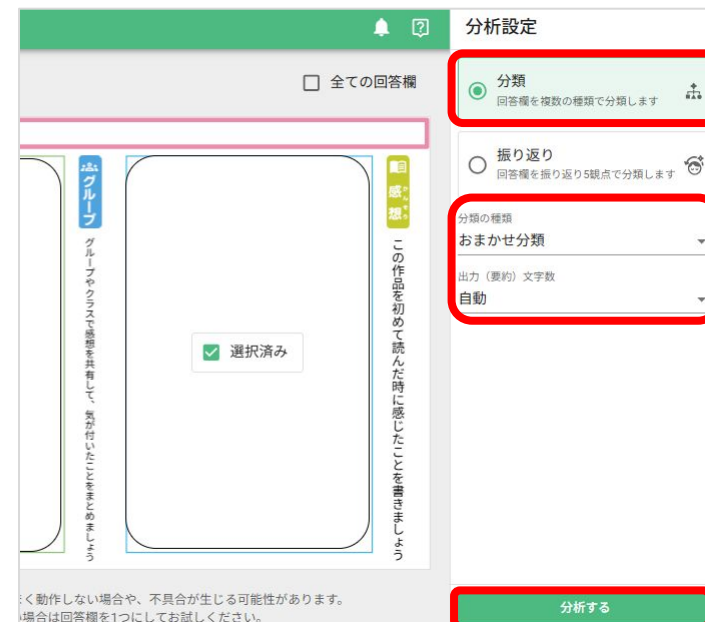 分析設定
全ての回答欄
分類
回答欄を複数の種類で分類します
振り返り
回答欄を振り返り5観点で分類します
分類の種類
おまかせ分類
出力（要約）文字数
自動
感想
かんそう
この作品を初めて読んだ時に感じたことを書きましょう
選択済み
グループ
グループやクラスで感想を共有して、気が付いたことをまとめましょう
く動作しない場合や、不具合が生じる可能性があります。
場合は回答欄を1つにしてお試しください。
分析する